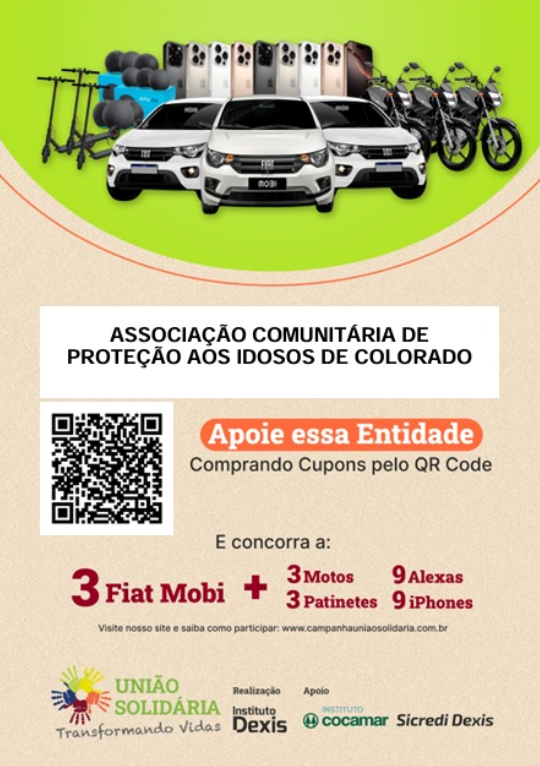 FIAT
MOBI
ASSOCIAÇÃO COMUNITÁRIA DE
PROTEÇÃO AOS IDOSOS DE COLORADO
Apoie essa Entidade
Comprando Cupons pelo QR Code
E concorra a:
3 Fiat Mobi + 3 Motos 9 Alexas
3 Patinetes 9 iPhones
Visite nosso site e saiba como participar: www.campanhauniaosolidaria.com.br
UNIÃO
SOLIDÁRIA
Transformando Vidas
Realização
Instituto
Dexis
Apoio
INSTITUTO
cocamar
Sicredi Dexis